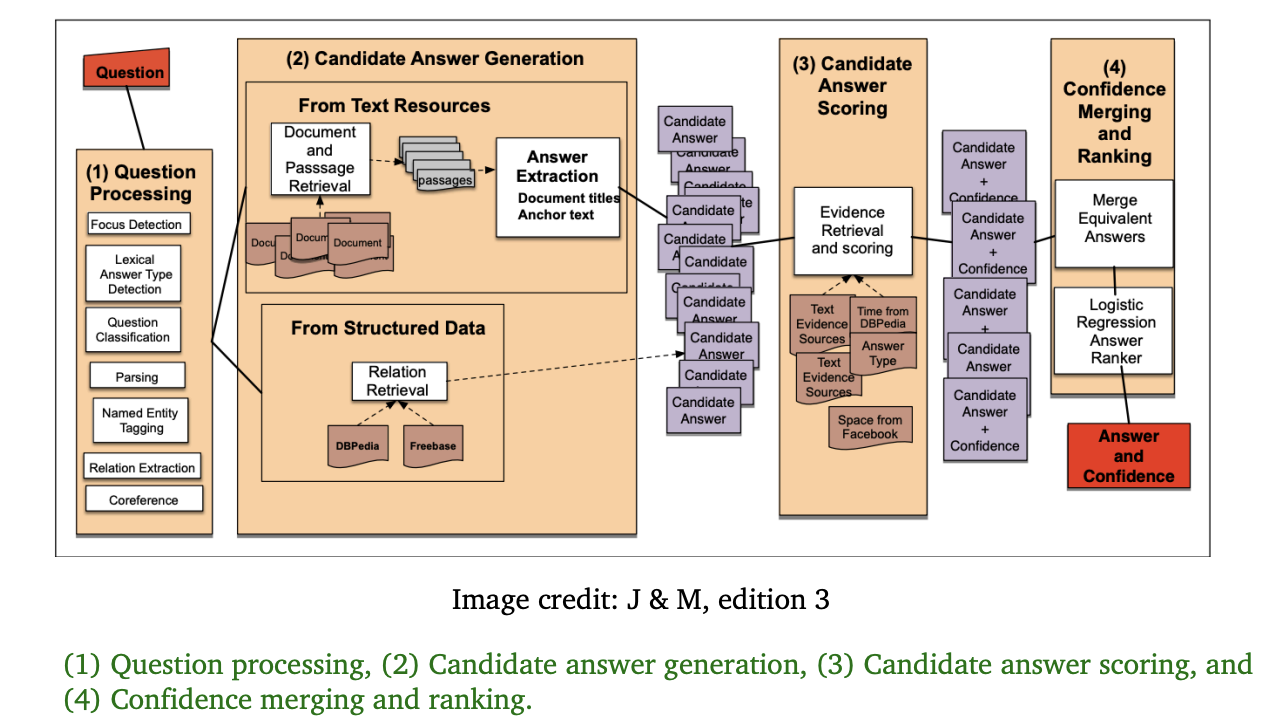 Question
(1) Question
Processing
Focus Detection
Lexical
Answer Type
Detection
Question
Classification
Parsing
Named Entity
Tagging
Relation Extraction
Coreference
(2) Candidate Answer Generation
From Text Resources
Document
and
Passsage
Retrieval
passages
Answer
Extraction
Document titles
Anchor text
Document
From Structured Data
Relation
Retrieval
DBPedia
Freebase
Candidate
Answer
Candidate
Answer
Candidate
Candidate
Candidate
Candidate
Candidate
Candidate
Answer
Candidate
Answer
Candidate
Candidate
Answer
(3) Candidate
Answer
Scoring
Evidence
Retrieval
and scoring
Text
Evidence
Sources
Time from
DBPedia
Answer
Type
Text
Evidence
Sources
Space from
Facebook
Candidate
Answer
+
Confidence
Candidate
Answer
+
Confidence
Candidate
Answer
+
Candidate
Answer
Candidate
Answer
+
Confidence
(4)
Confidence
Merging
and
Ranking
Merge
Equivalent
Answers
Logistic
Regression
Answer
Ranker
Answer
and
Confidence
Image credit: J & M, edition 3
(1) Question processing, (2) Candidate answer generation, (3) Candidate answer scoring, and
(4) Confidence merging and ranking.